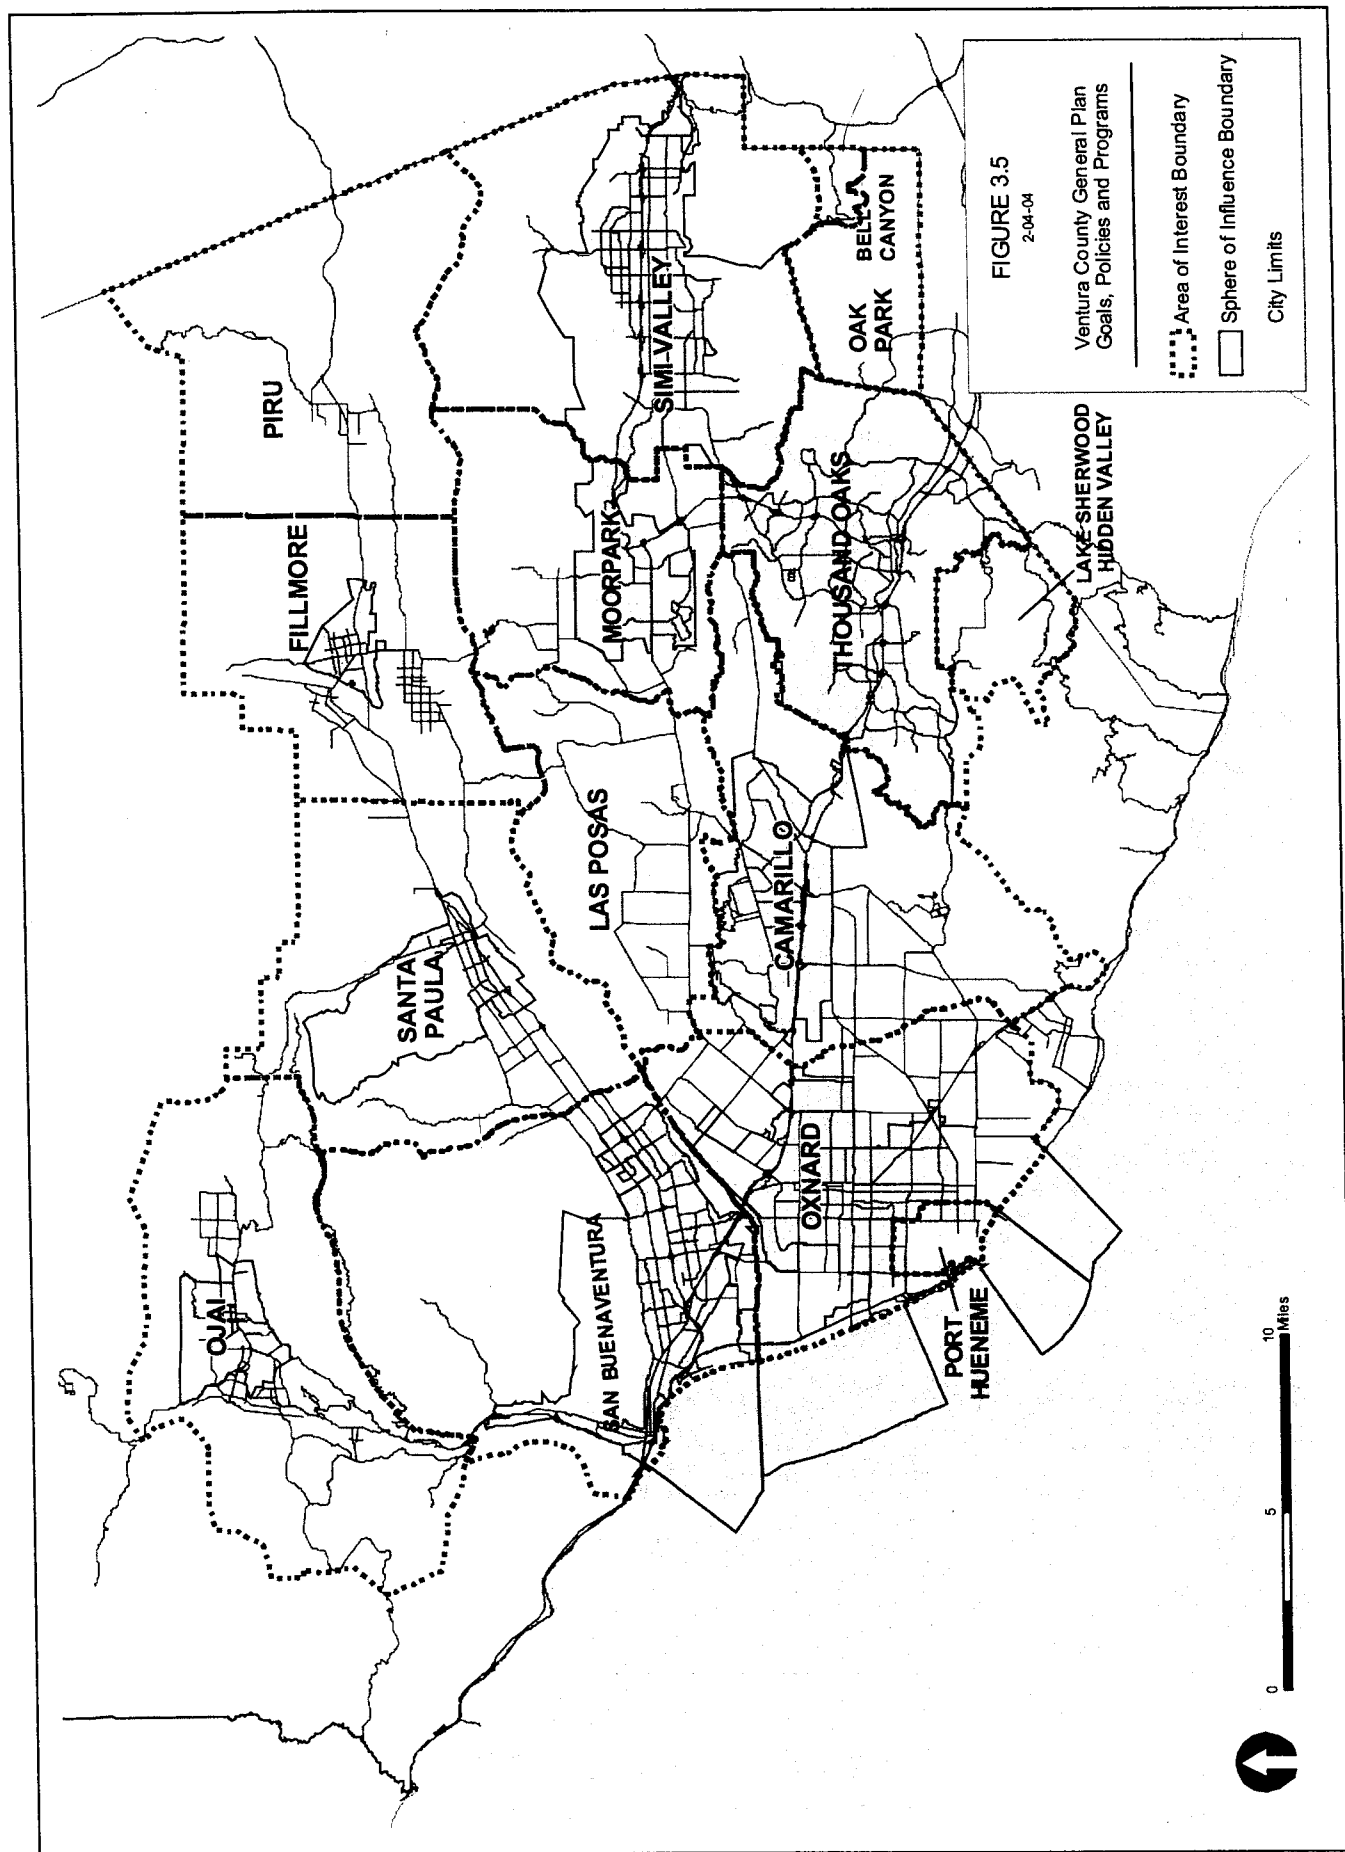 PIRU
FILLMORE
SANTA
PAULA
OJAI
SAN BUENAVENTURA
LAS POSAS
MOORPARK
SIMI VALLEY
BELL
CANYON
OAK
PARK
THOUSAND OAKS
CAMARILLO
OXNARD
PORT
HUENEME
LAKE SHERWOOD
HIDDEN VALLEY
FIGURE 3.5
2-04-04
Ventura County General Plan
Goals, Policies and Programs
Area of Interest Boundary
Sphere of Influence Boundary
City Limits
0 5 10
Miles